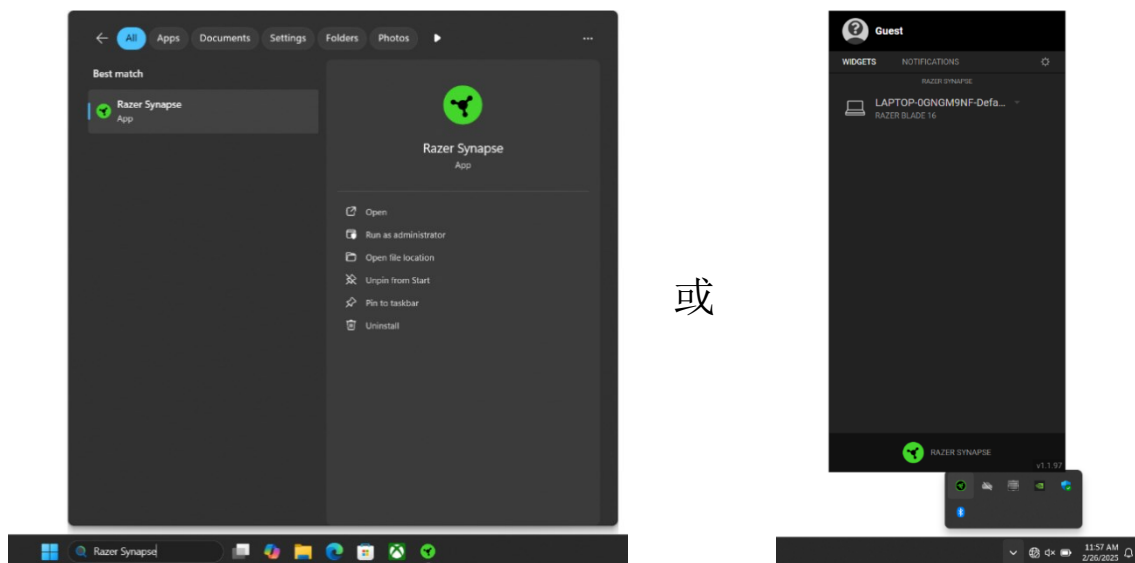 All Apps Documents Settings Folders Photos
Best match
Razer Synapse
App
Razer Synapse
App
Open
Run as administrator
Open file location
Unpin from Start
Pin to taskbar
Uninstall
Razer Synapse
或
Guest
WIDGETS NOTIFICATIONS
RAZER SYNAPSE
LAPTOP-0GNGM9NF-Defa...
RAZER BLADE 16
RAZER SYNAPSE
v1.1.97
11:57 AM
2/26/2025